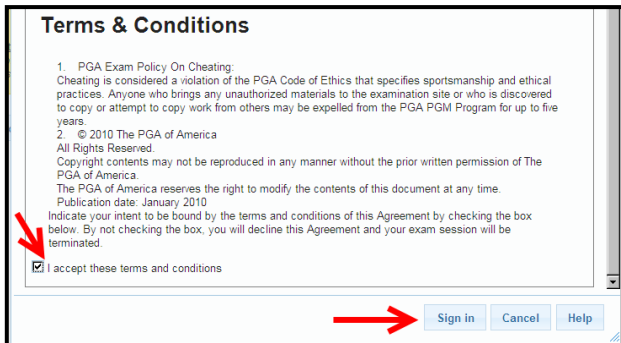 Terms & Conditions
1. PGA Exam Policy On Cheating:
Cheating is considered a violation of the PGA Code of Ethics that specifies sportsmanship and ethical
practices. Anyone who brings any unauthorized materials to the examination site or who is discovered
to copy or attempt to copy work from others may be expelled from the PGA PGM Program for up to five
years.
2. © 2010 The PGA of America
All Rights Reserved.
Copyright contents may not be reproduced in any manner without the prior written permission of The
PGA of America.
The PGA of America reserves the right to modify the contents of this document at any time.
Publication date: January 2010
Indicate your intent to be bound by the terms and conditions of this Agreement by checking the box
below. By not checking the box, you will decline this Agreement and your exam session will be
terminated.
I accept these terms and conditions
Sign in Cancel Help